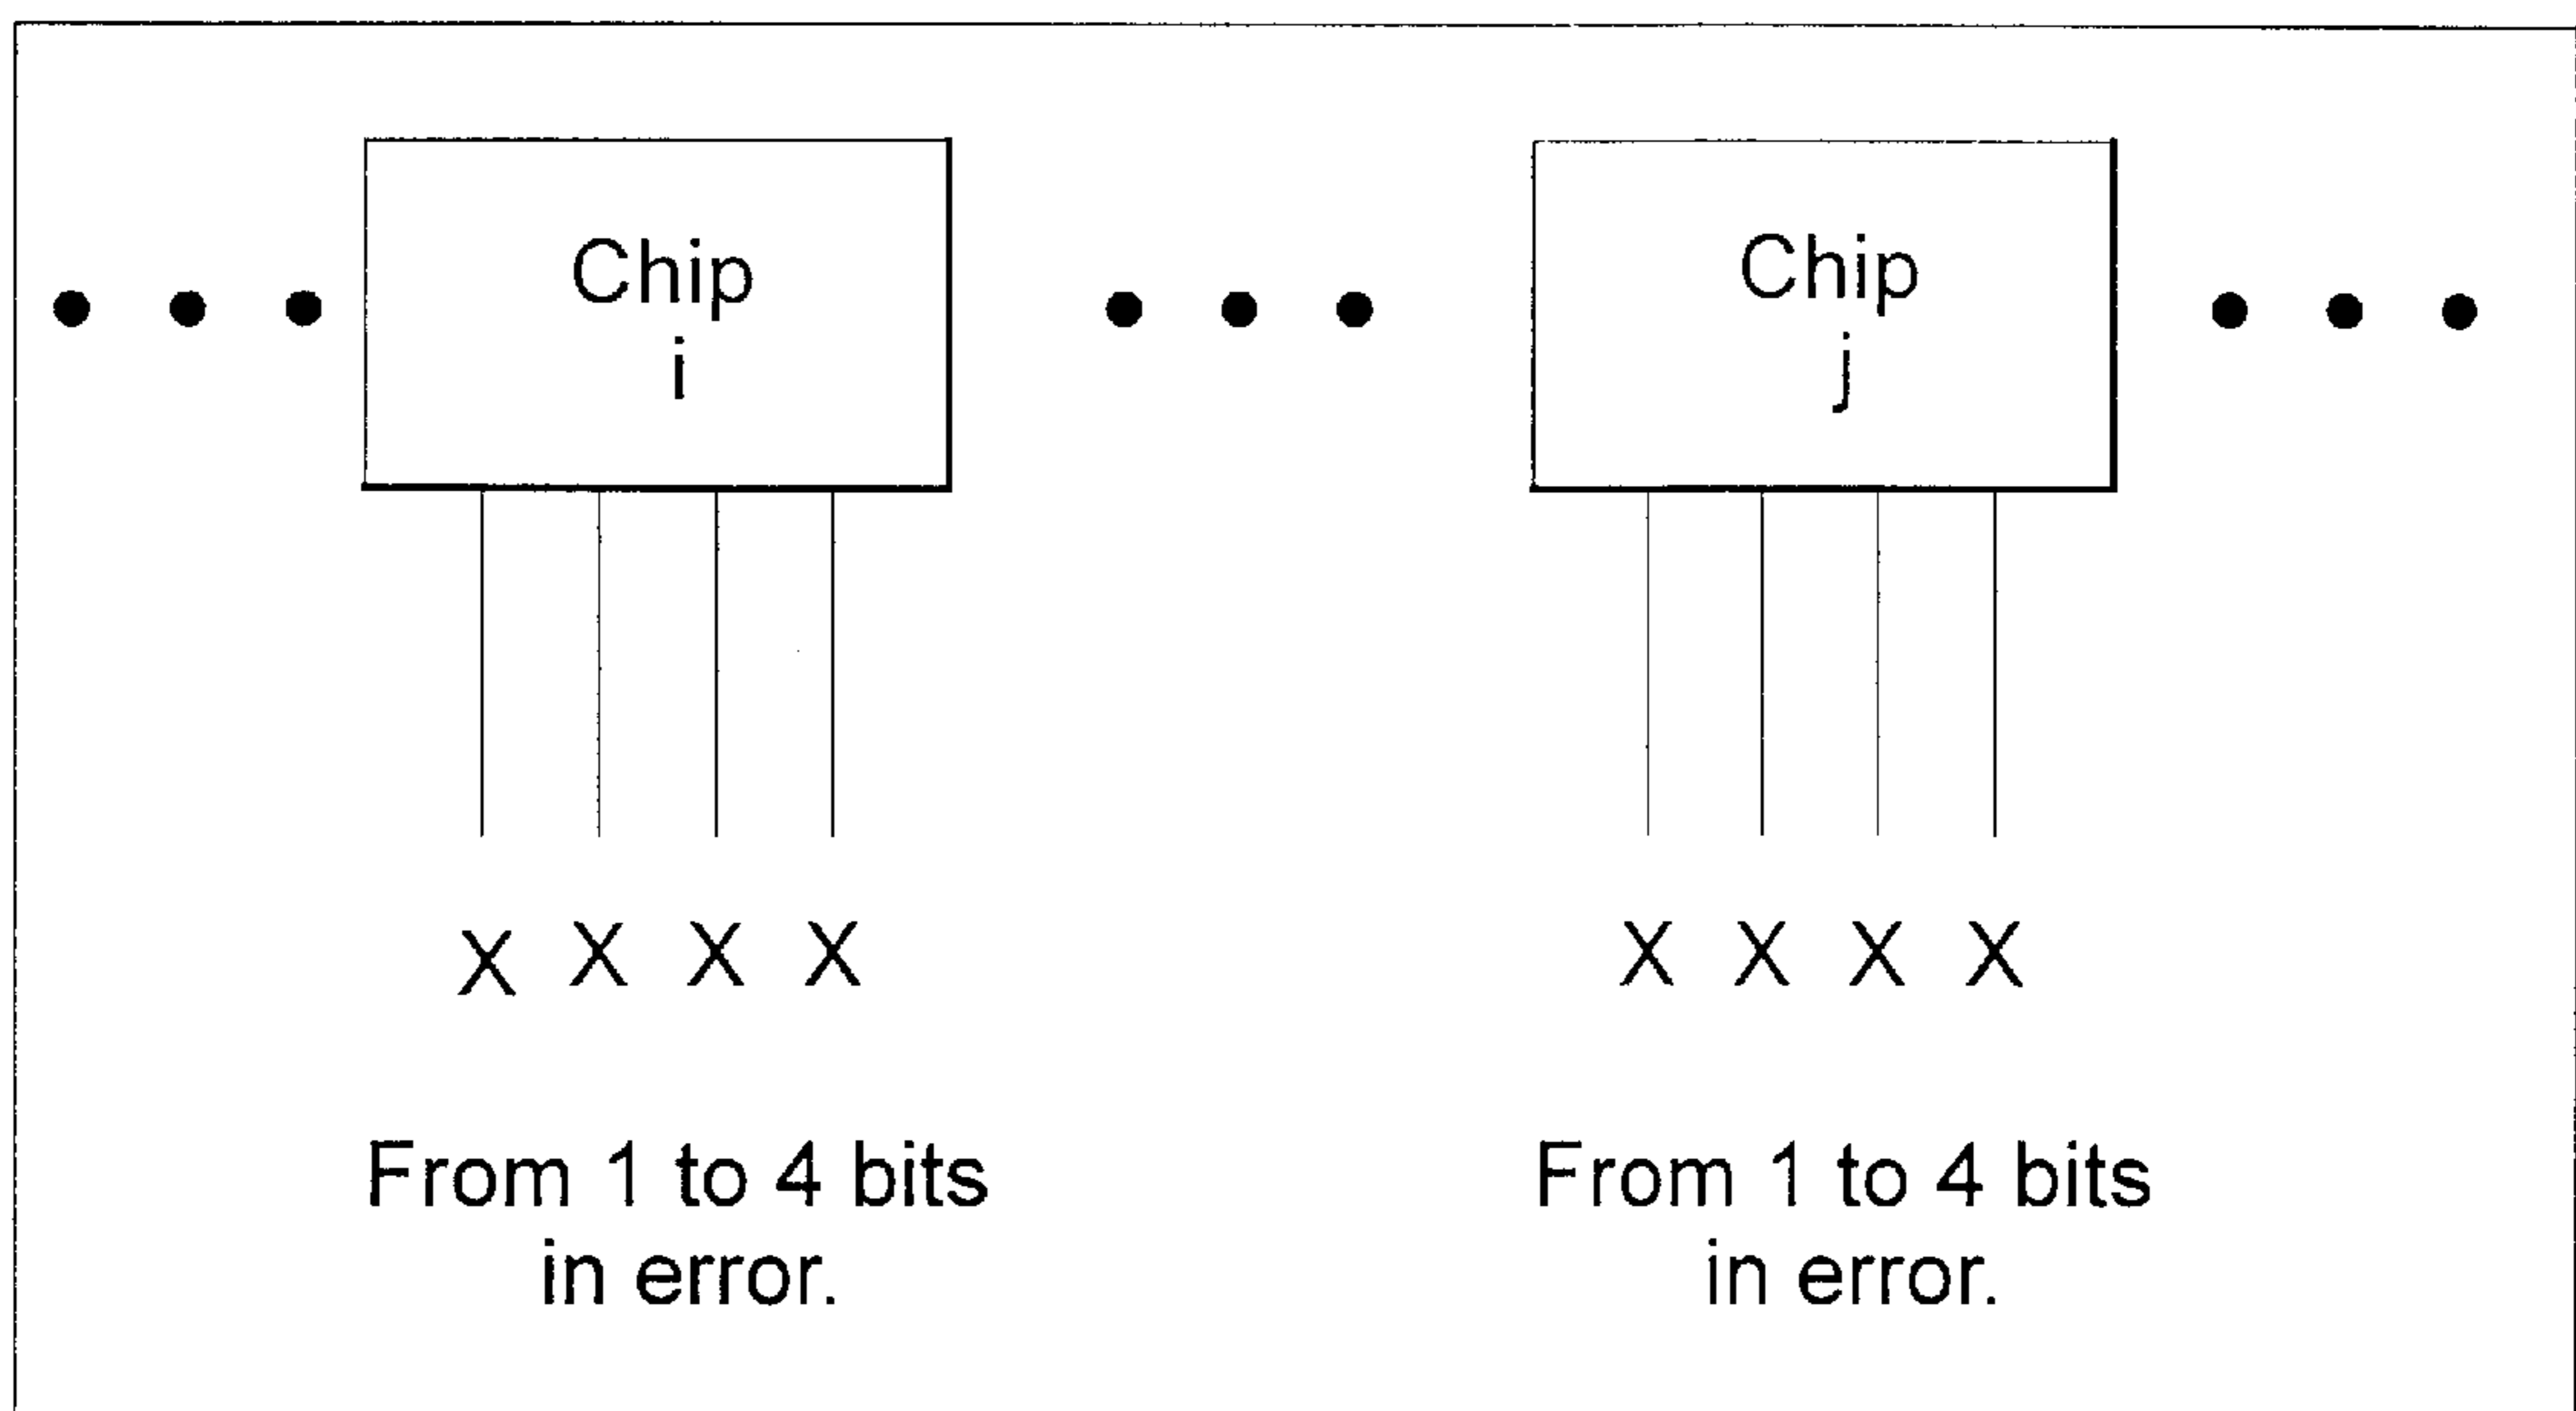 Chip
i
Chip
j
X X X X
X X X X
From 1 to 4 bits
in error.
From 1 to 4 bits
in error.